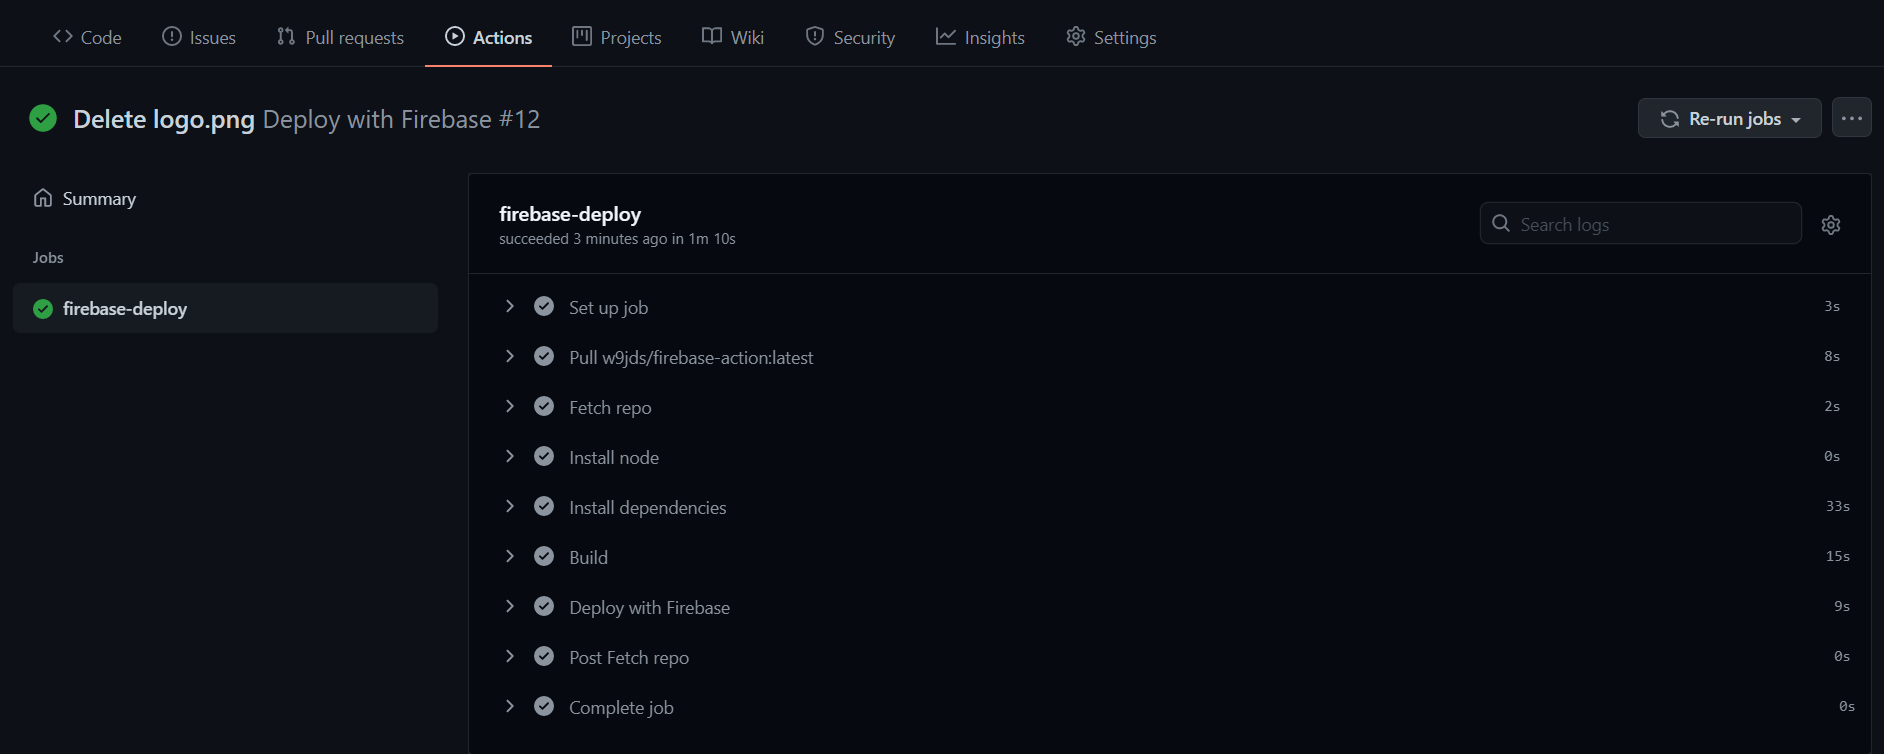 Code Issues Pull requests Actions Projects Wiki Security Insights Settings
Delete logo.png Deploy with Firebase #12
Re-run jobs
Summary
Jobs
firebase-deploy
firebase-deploy
succeeded 3 minutes ago in 1m 10s
Search logs
Set up job 3s
Pull w9jds/firebase-action:latest 8s
Fetch repo 2s
Install node 0s
Install dependencies 33s
Build 15s
Deploy with Firebase 9s
Post Fetch repo 0s
Complete job 0s